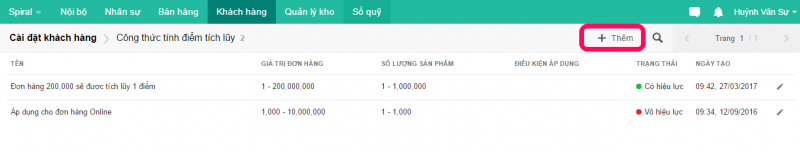 Spiral Nội bộ Nhân sự Bán hàng Khách hàng Quản lý kho Sổ quỹ Huỳnh Văn Sự
Cài đặt khách hàng Công thức tính điểm tích lũy 2 + Thêm Trang 1 / 1
TÊN GIÁ TRỊ ĐƠN HÀNG SỐ LƯỢNG SẢN PHẨM ĐIỀU KIỆN ÁP DỤNG TRẠNG THÁI NGÀY TẠO
Đơn hàng 200,000 sẽ được tích lũy 1 điểm 1 - 200,000,000 1 - 1,000,000 Có hiệu lực 09:42, 27/03/2017
Áp dụng cho đơn hàng Online 1,000 - 10,000,000 1 - 1,000 Vô hiệu lực 09:34, 12/09/2016